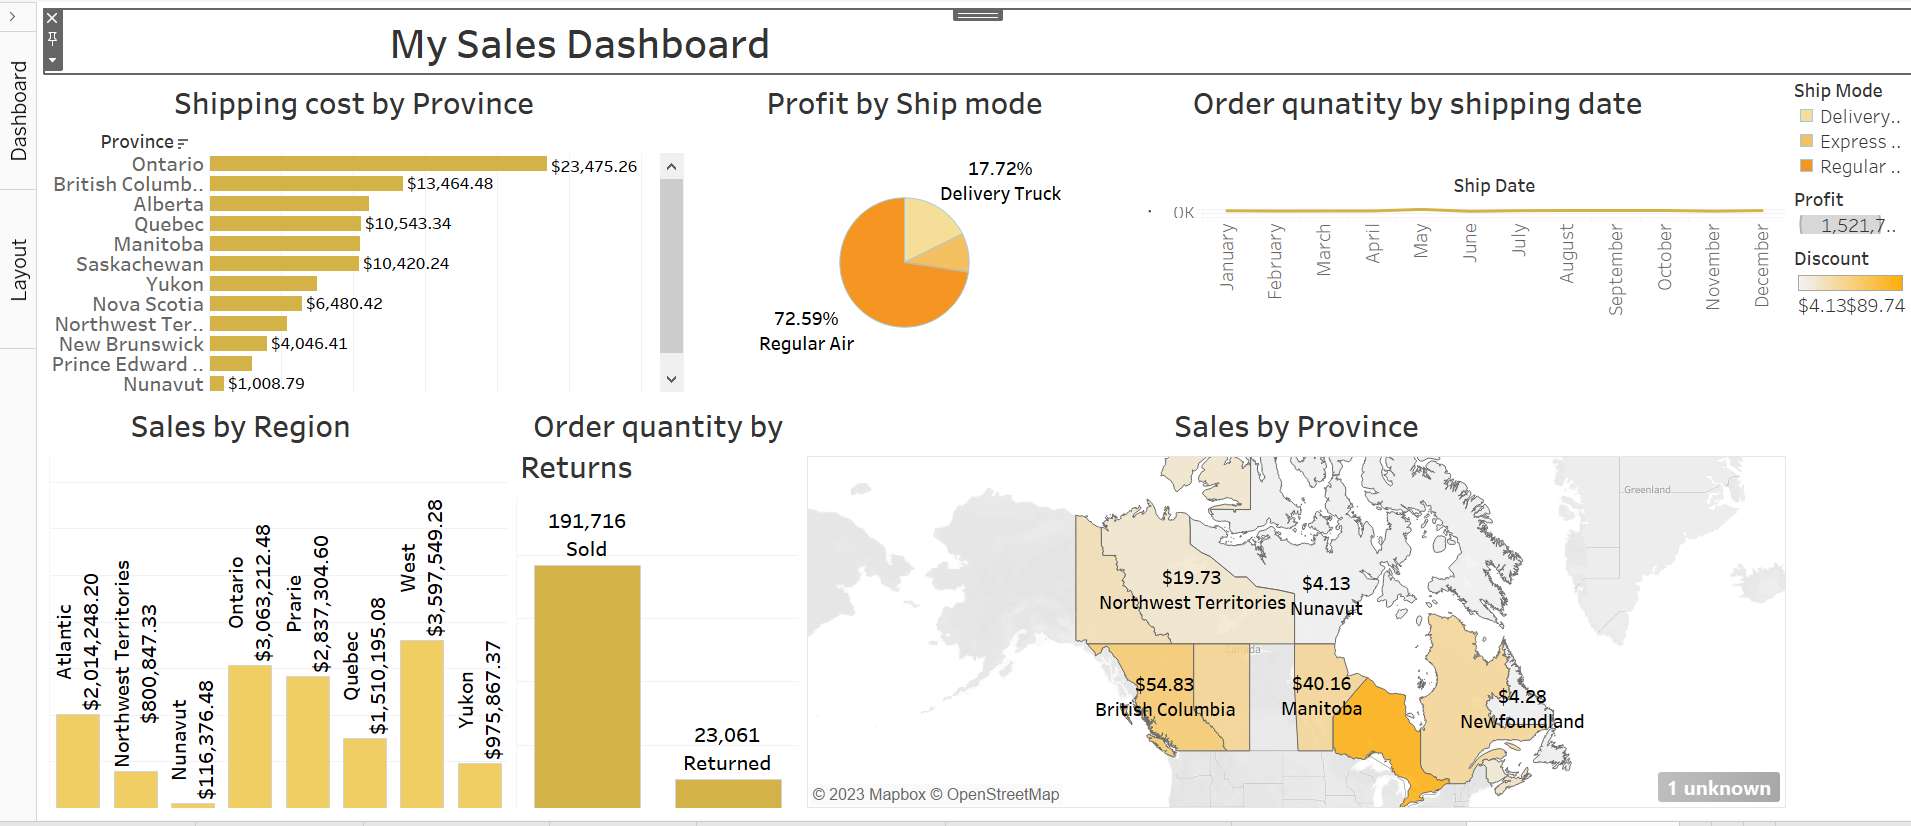 Dashboard
Layout
My Sales Dashboard
Shipping cost by Province
Province
Ontario $23,475.26
British Columb.. $13,464.48
Alberta
Quebec $10,543.34
Manitoba
Saskachewan $10,420.24
Yukon
Nova Scotia $6,480.42
Northwest Ter..
New Brunswick $4,046.41
Prince Edward ..
Nunavut $1,008.79
Profit by Ship mode
17.72%
Delivery Truck
72.59%
Regular Air
Order qunatity by shipping date
Ship Date
0K
January
February
March
April
May
June
July
August
September
October
November
December
Ship Mode
Delivery..
Express ..
Regular ..
Profit
1,521,7..
Discount
$4.13 $89.74
Sales by Region
Atlantic
$2,014,248.20
Northwest Territories
$800,847.33
Nunavut
$116,376.48
Ontario
$3,063,212.48
Prarie
$2,837,304.60
Quebec
$1,510,195.08
West
$3,597,549.28
Yukon
$975,867.37
Order quantity by
Returns
191,716
Sold
23,061
Returned
Sales by Province
Greenland
$19.73
Northwest Territories
$4.13
Nunavut
Canada
$54.83
British Columbia
$40.16
Manitoba
$4.28
Newfoundland
1 unknown
© 2023 Mapbox © OpenStreetMap